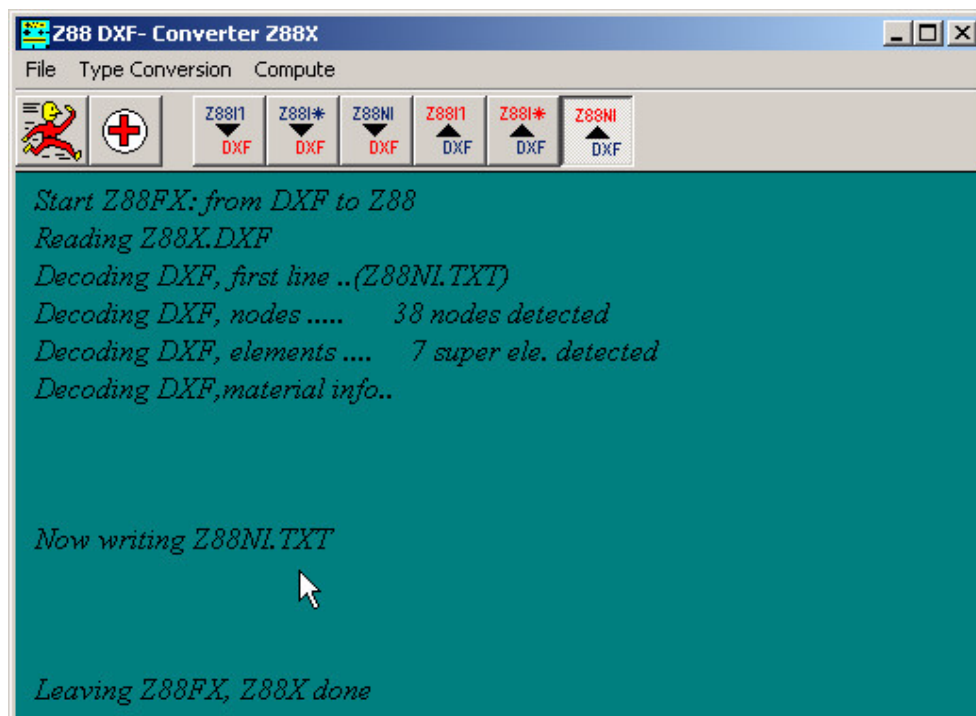 Z88 DXF- Converter Z88X
File Type Conversion Compute
Z88I1 Z88I* Z88NI Z88I1 Z88I* Z88NI
DXF DXF DXF DXF DXF DXF
Start Z88FX: from DXF to Z88
Reading Z88X.DXF
Decoding DXF, first line ..(Z88NI.TXT)
Decoding DXF, nodes ..... 38 nodes detected
Decoding DXF, elements .... 7 super ele. detected
Decoding DXF,material info..
Now writing Z88NI.TXT
Leaving Z88FX, Z88X done